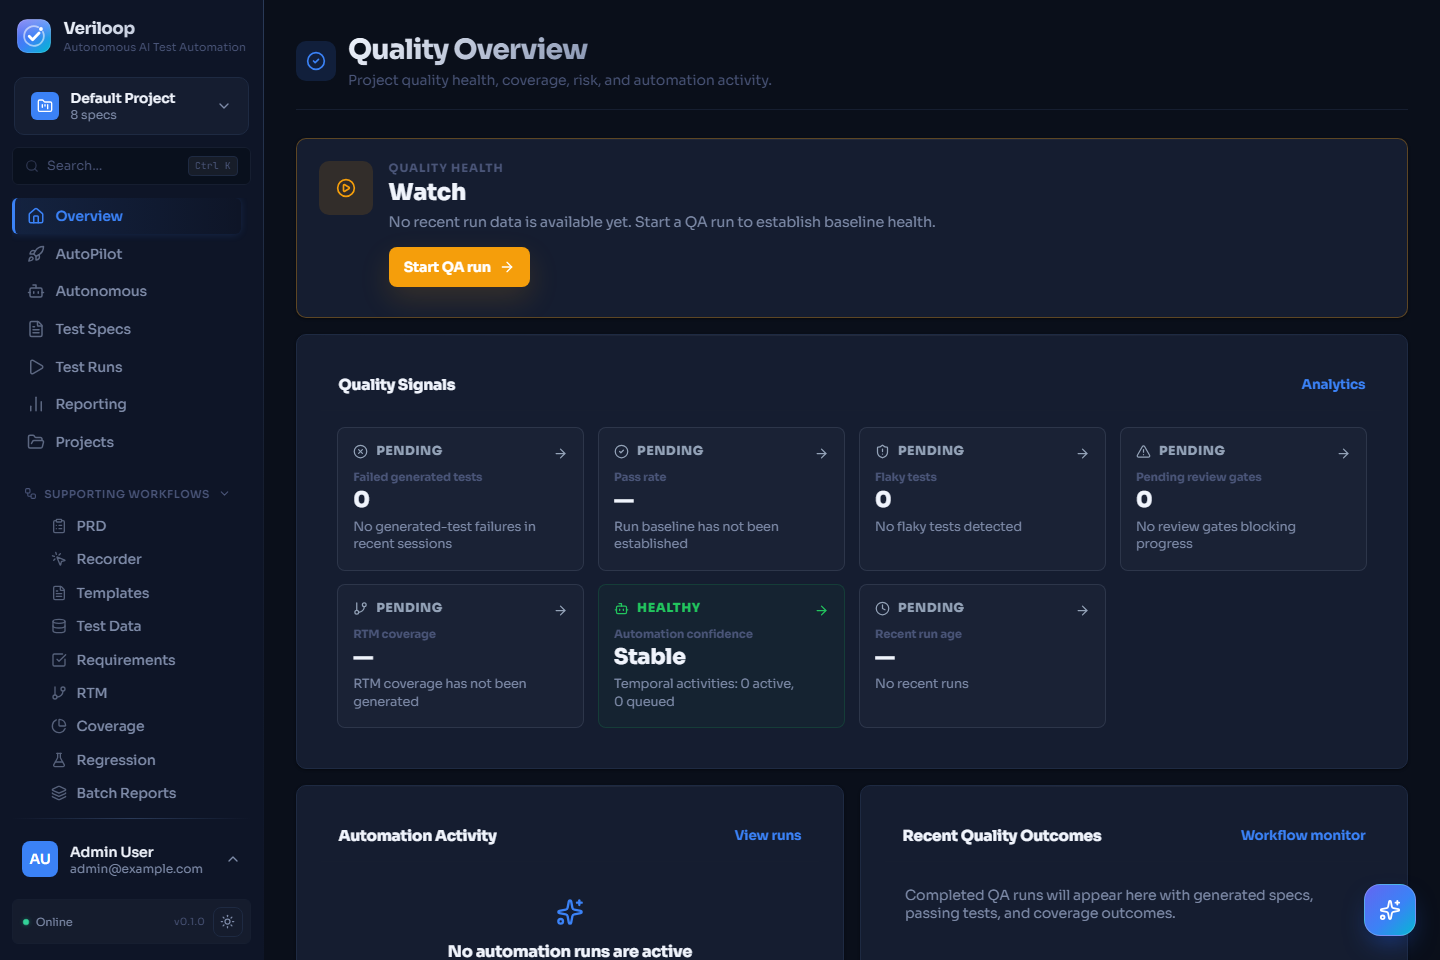 Veriloop
Autonomous AI Test Automation
Default Project
8 specs
Search...
Ctrl K
Overview
AutoPilot
Autonomous
Test Specs
Test Runs
Reporting
Projects
SUPPORTING WORKFLOWS
PRD
Recorder
Templates
Test Data
Requirements
RTM
Coverage
Regression
Batch Reports
AU
Admin User
admin@example.com
Online
v0.1.0
Quality Overview
Project quality health, coverage, risk, and automation activity.
QUALITY HEALTH
Watch
No recent run data is available yet. Start a QA run to establish baseline health.
Start QA run
Quality Signals
Analytics
PENDING
Failed generated tests
0
No generated-test failures in
recent sessions
PENDING
Pass rate
—
Run baseline has not been
established
PENDING
Flaky tests
0
No flaky tests detected
PENDING
Pending review gates
0
No review gates blocking
progress
PENDING
RTM coverage
—
RTM coverage has not been
generated
HEALTHY
Automation confidence
Stable
Temporal activities: 0 active,
0 queued
PENDING
Recent run age
—
No recent runs
Automation Activity
View runs
No automation runs are active
Recent Quality Outcomes
Workflow monitor
Completed QA runs will appear here with generated specs,
passing tests, and coverage outcomes.